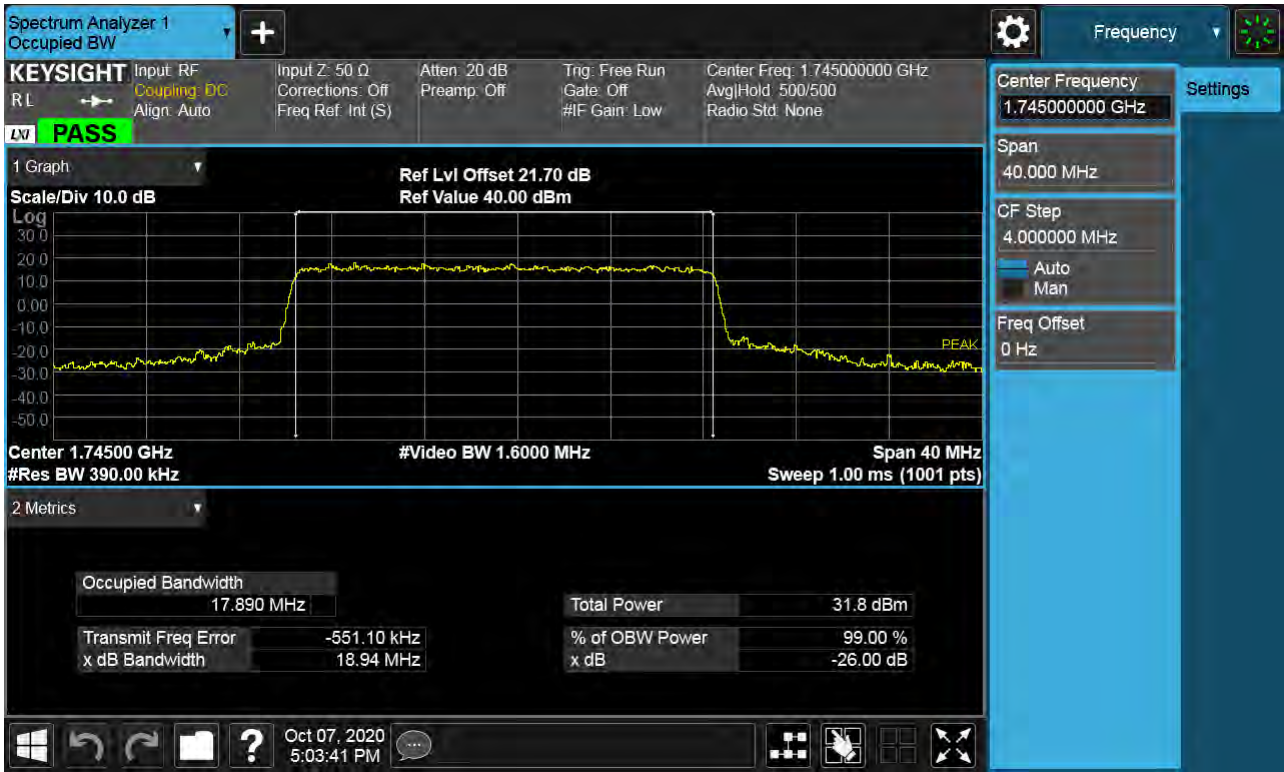 Spectrum Analyzer 1
Occupied BW
+
Frequency
KEYSIGHT
RL
LXI
PASS
Input: RF
Coupling: DC
Align: Auto
Input Z: 50 Ω
Corrections: Off
Freq Ref: Int (S)
Atten: 20 dB
Preamp: Off
Trig: Free Run
Gate: Off
#IF Gain: Low
Center Freq: 1.745000000 GHz
Avg|Hold: 500/500
Radio Std: None
Center Frequency
1.745000000 GHz
Settings
Span
40.000 MHz
CF Step
4.000000 MHz
Auto
Man
Freq Offset
0 Hz
1 Graph
Scale/Div 10.0 dB
Ref Lvl Offset 21.70 dB
Ref Value 40.00 dBm
Log
30.0
20.0
10.0
0.00
-10.0
-20.0
-30.0
-40.0
-50.0
PEAK
Center 1.74500 GHz
#Res BW 390.00 kHz
#Video BW 1.6000 MHz
Span 40 MHz
Sweep 1.00 ms (1001 pts)
2 Metrics
Occupied Bandwidth
17.890 MHz
Transmit Freq Error -551.10 kHz
x dB Bandwidth 18.94 MHz
Total Power 31.8 dBm
% of OBW Power 99.00 %
x dB -26.00 dB
?
Oct 07, 2020
5:03:41 PM